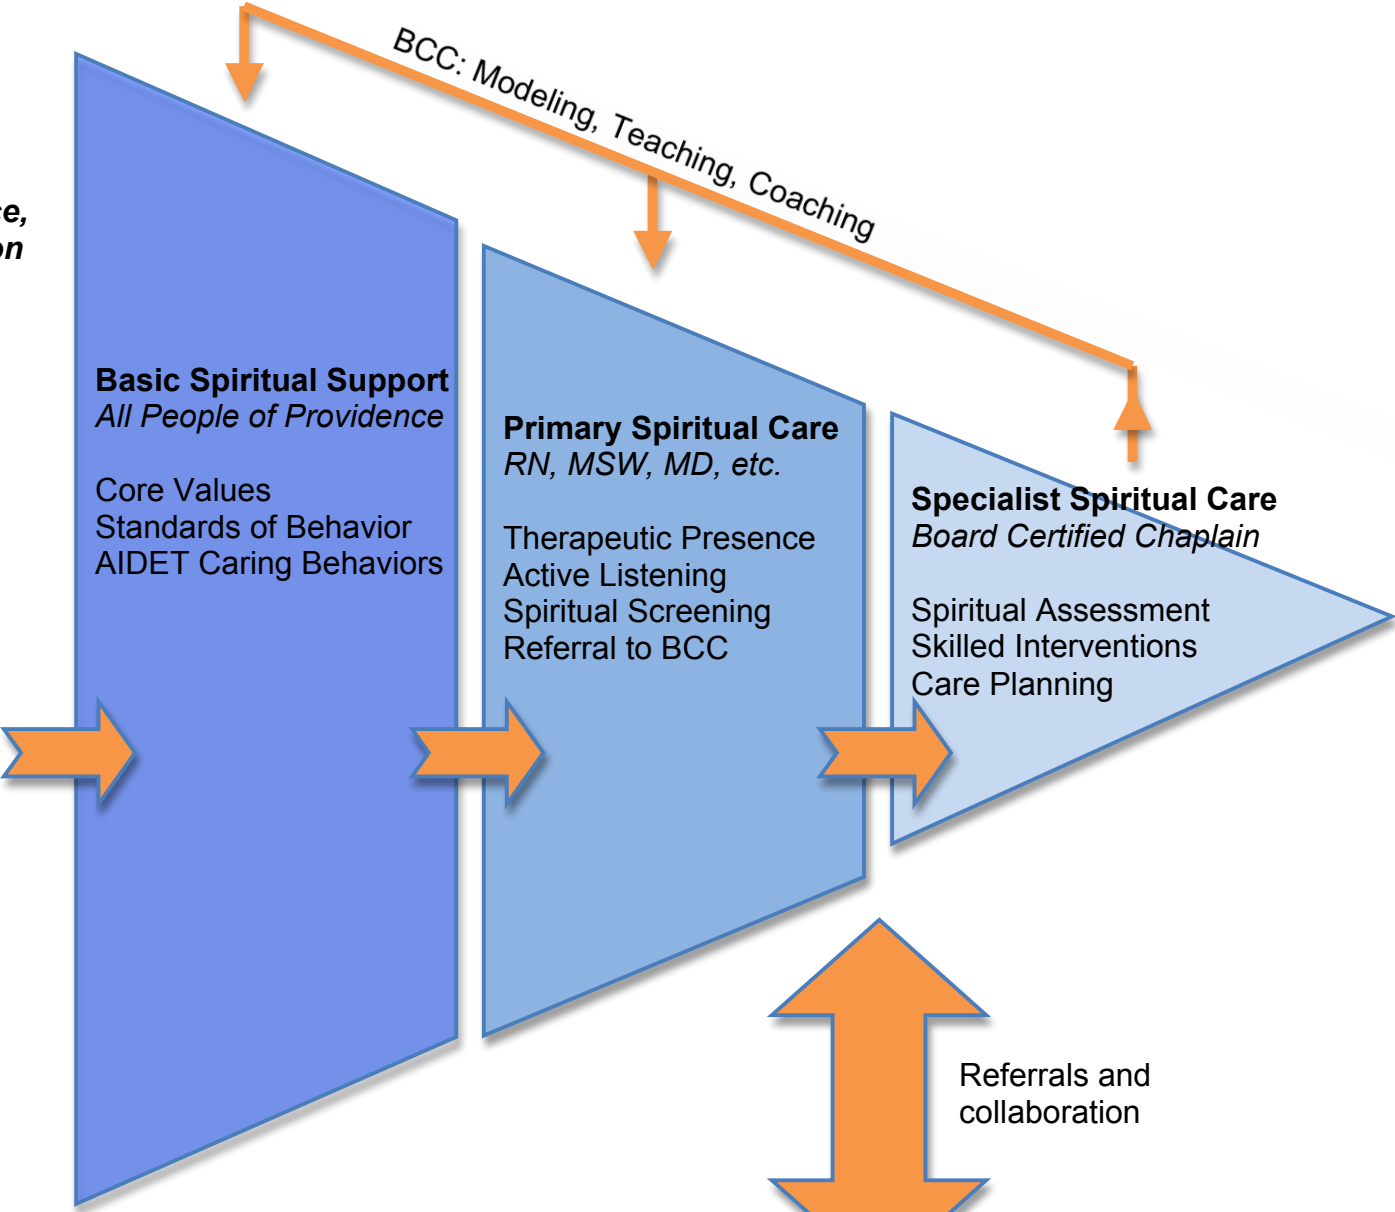 BCC: Modeling, Teaching, Coaching
ce,
on
Basic Spiritual Support
All People of Providence
Core Values
Standards of Behavior
AIDET Caring Behaviors
Primary Spiritual Care
RN, MSW, MD, etc.
Therapeutic Presence
Active Listening
Spiritual Screening
Referral to BCC
Specialist Spiritual Care
Board Certified Chaplain
Spiritual Assessment
Skilled Interventions
Care Planning
Referrals and
collaboration